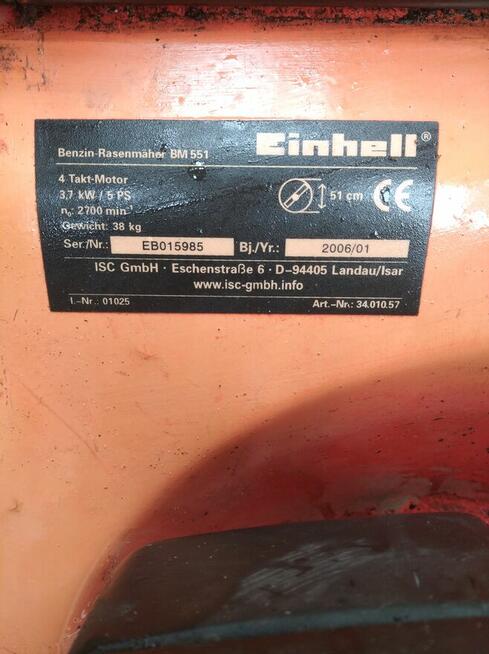 Benzin-Rasenmäher BM 551 Einhell®
4 Takt-Motor
3,7 kW / 5 PS
n₀: 2700 min⁻¹ 51 cm CE
Gewicht: 38 kg
Ser./Nr.: EB015985 Bj./Yr.: 2006/01
ISC GmbH · Eschenstraße 6 · D–94405 Landau/Isar
www.isc-gmbh.info
I.-Nr.: 01025 Art.-Nr.: 34.010.57